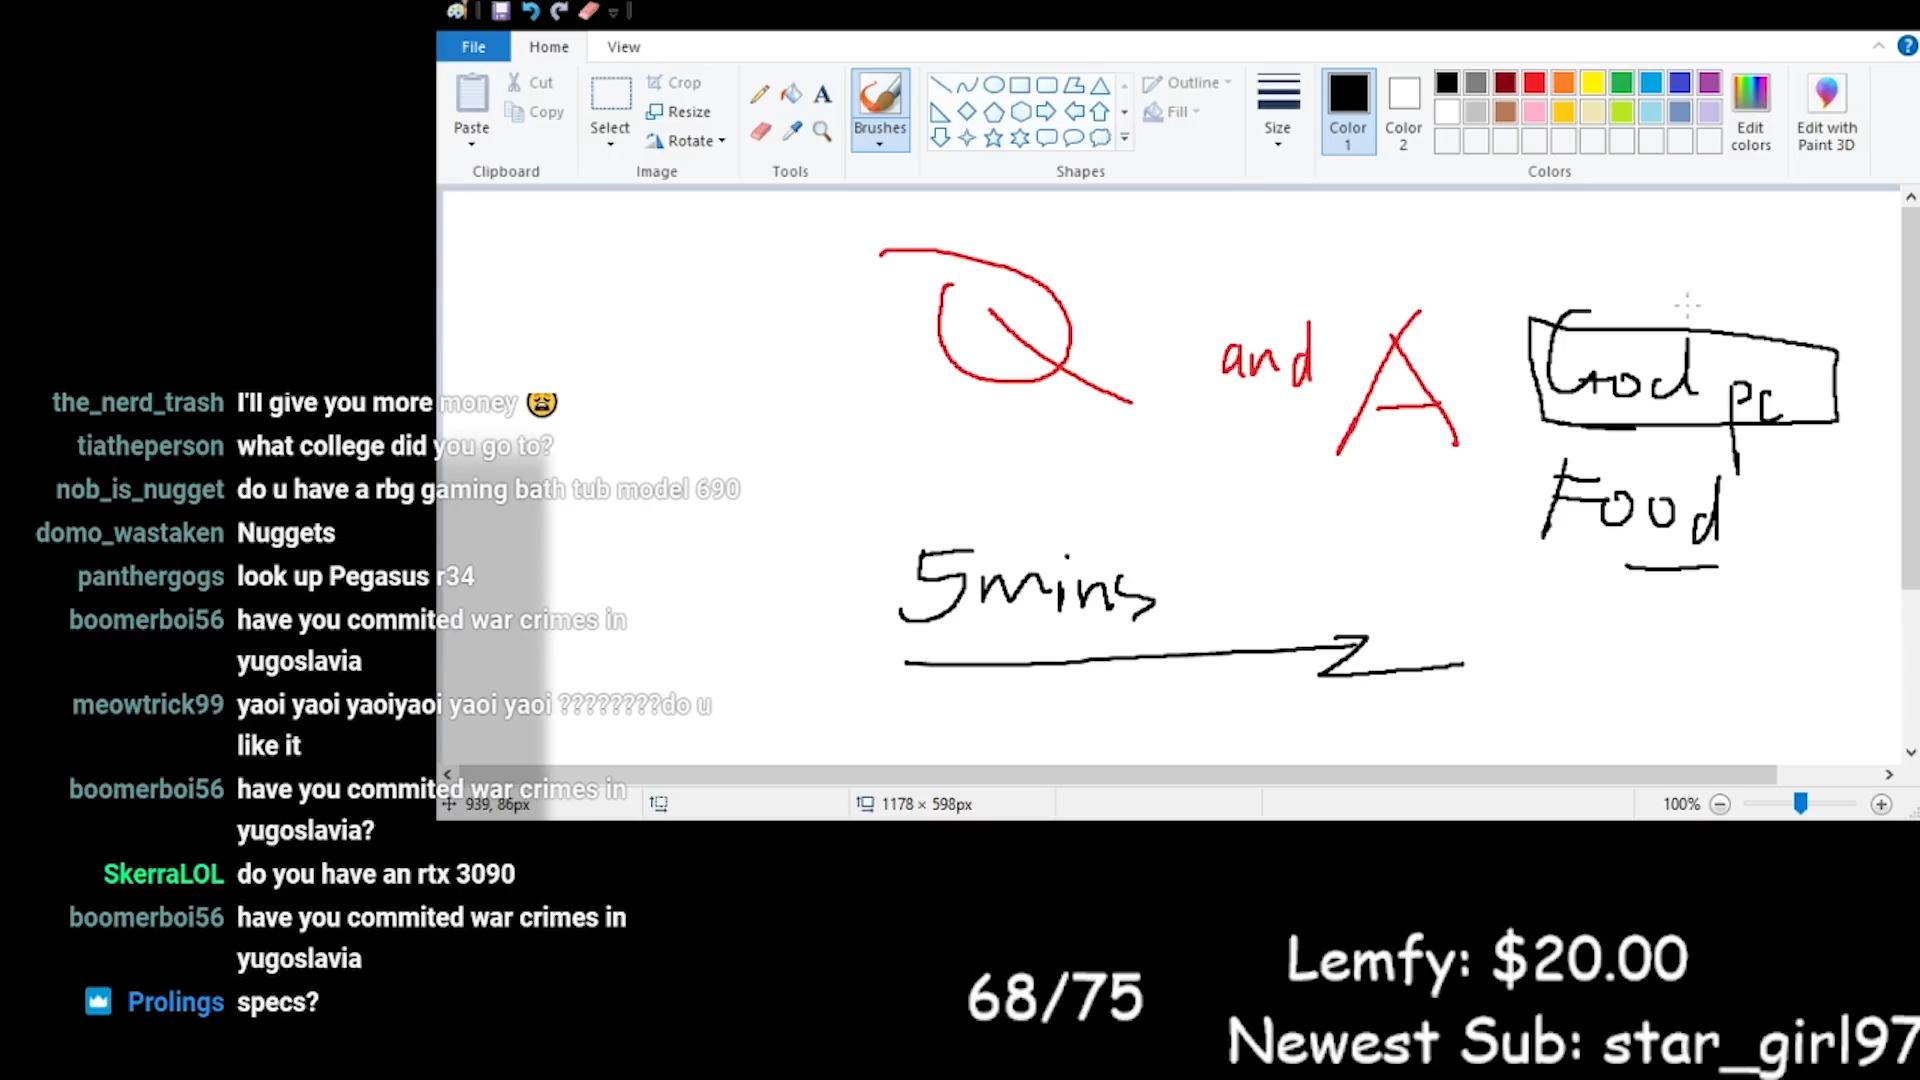 File Home View
Paste Cut Copy Clipboard
Select Crop Resize Rotate Image
A Tools
Brushes
Shapes
Outline Fill
Size
Color 1 Color 2
Edit colors
Colors
Edit with Paint 3D
Q and A
God PC
Food
5mins
the_nerd_trash I'll give you more money 😩
tiatheperson what college did you go to?
nob_is_nugget do u have a rbg gaming bath tub model 690
domo_wastaken Nuggets
panthergogs look up Pegasus r34
boomerboi56 have you commited war crimes in
yugoslavia
meowtrick99 yaoi yaoi yaoiyaoi yaoi yaoi ????????do u
like it
boomerboi56 have you commited war crimes in
yugoslavia?
SkerraLOL do you have an rtx 3090
boomerboi56 have you commited war crimes in
yugoslavia
Prolings specs?
939, 86px 1178 × 598px 100%
68/75
Lemfy: $20.00
Newest Sub: star_girl97